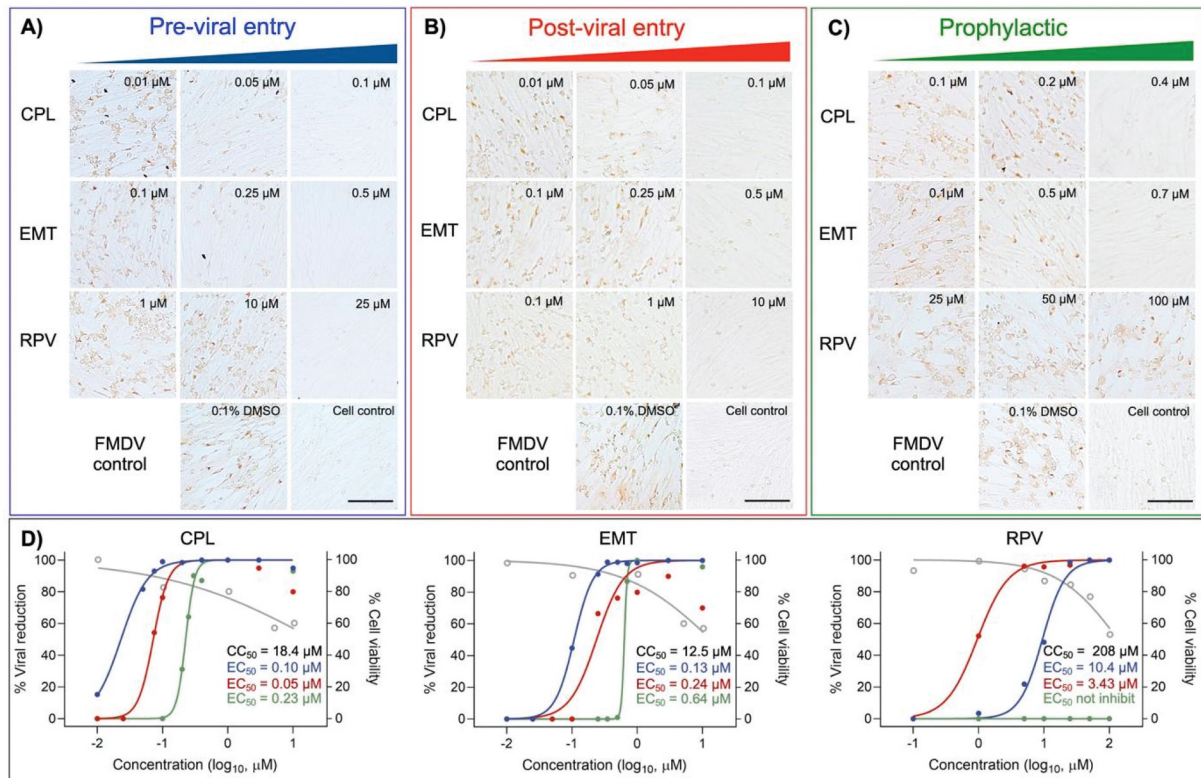 A) Pre-viral entry
0.01 µM 0.05 µM 0.1 µM
CPL
0.1 µM 0.25 µM 0.5 µM
EMT
1 µM 10 µM 25 µM
RPV
0.1% DMSO Cell control
FMDV
control
B) Post-viral entry
0.01 µM 0.05 µM 0.1 µM
CPL
0.1 µM 0.25 µM 0.5 µM
EMT
0.1 µM 1 µM 10 µM
RPV
0.1% DMSO Cell control
FMDV
control
C) Prophylactic
0.1 µM 0.2 µM 0.4 µM
CPL
0.1µM 0.5 µM 0.7 µM
EMT
25 µM 50 µM 100 µM
RPV
0.1% DMSO Cell control
FMDV
control
D)
CPL
% Viral reduction
100
80
60
40
20
0
% Cell viability
100
80
60
40
20
0
CC50 = 18.4 µM
EC50 = 0.10 µM
EC50 = 0.05 µM
EC50 = 0.23 µM
-2 -1 0 1
Concentration (log10, µM)
EMT
% Viral reduction
100
80
60
40
20
0
% Cell viability
100
80
60
40
20
0
CC50 = 12.5 µM
EC50 = 0.13 µM
EC50 = 0.24 µM
EC50 = 0.64 µM
-2 -1 0 1
Concentration (log10, µM)
RPV
% Viral reduction
100
80
60
40
20
0
% Cell viability
100
80
60
40
20
0
CC50 = 208 µM
EC50 = 10.4 µM
EC50 = 3.43 µM
EC50 not inhibit
-1 0 1 2
Concentration (log10, µM)